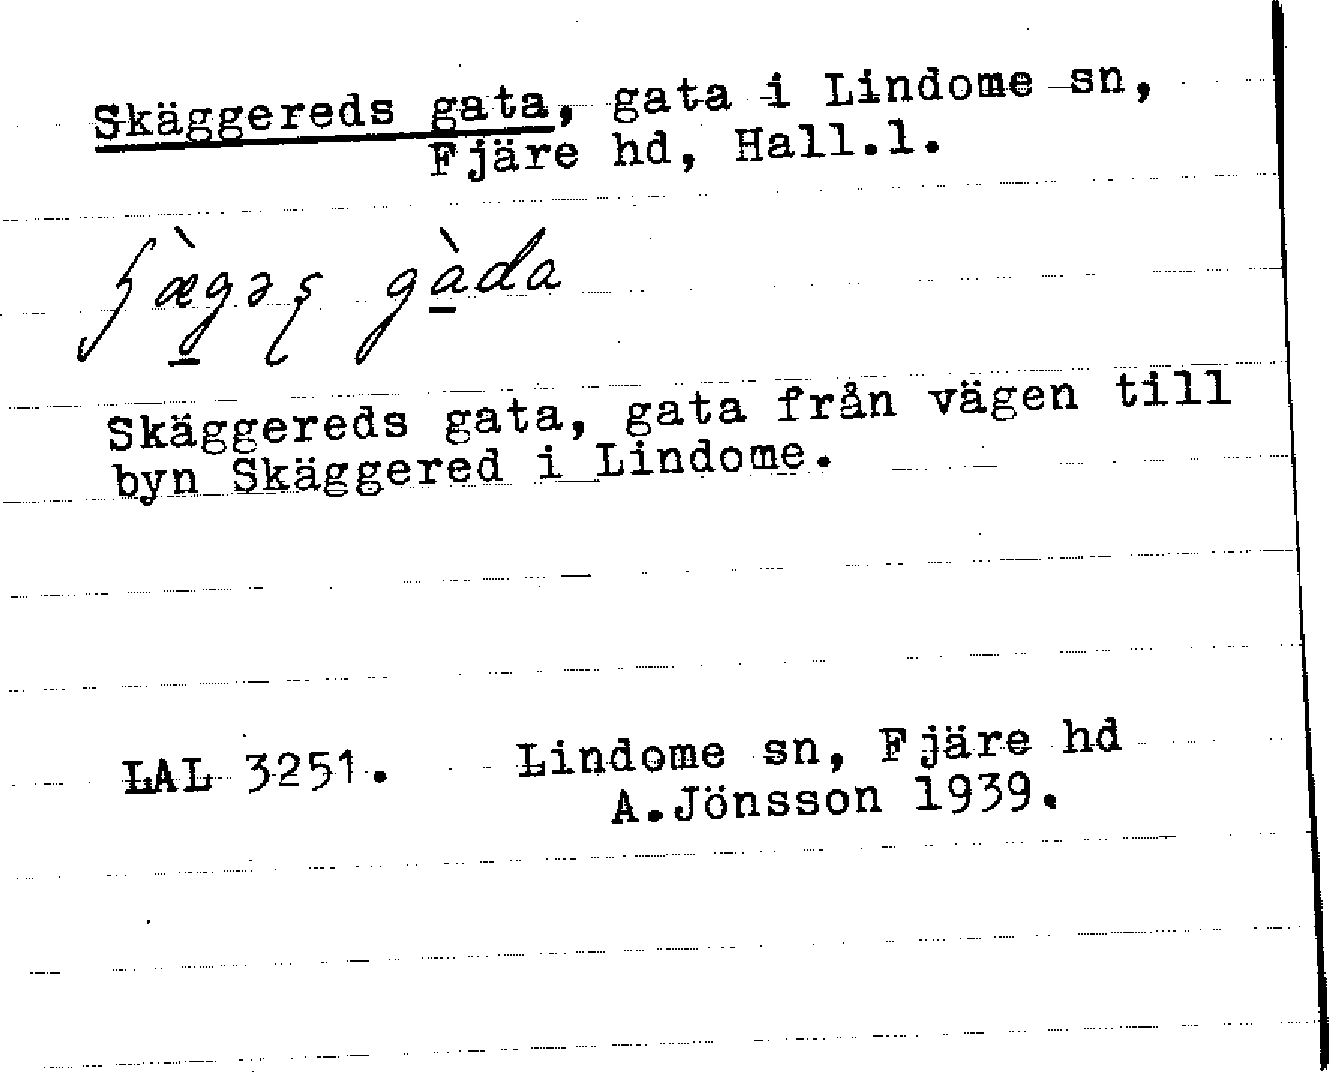 Skäggereds gata, gata i Lindome sn,
Fjäre hd, Hall.l.
gàda
Skäggereds gata, gata från vägen till
byn Skäggered i Lindome.
LAL 3251. Lindome sn, Fjäre hd
A.Jönsson 1939.